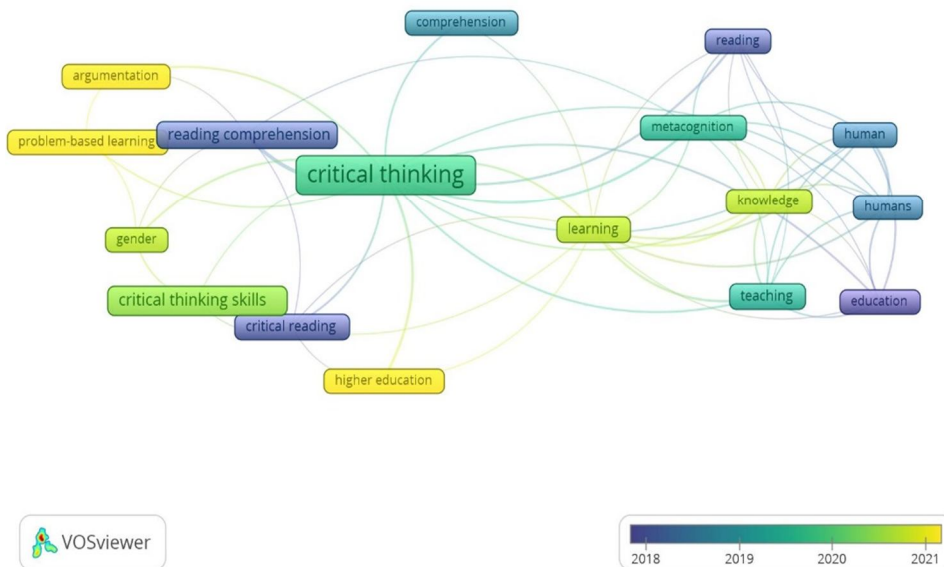 comprehension
reading
argumentation
metacognition
problem-based learning
reading comprehension
human
critical thinking
knowledge
humans
learning
gender
critical thinking skills
teaching
education
critical reading
higher education
VOSviewer
2018 2019 2020 2021